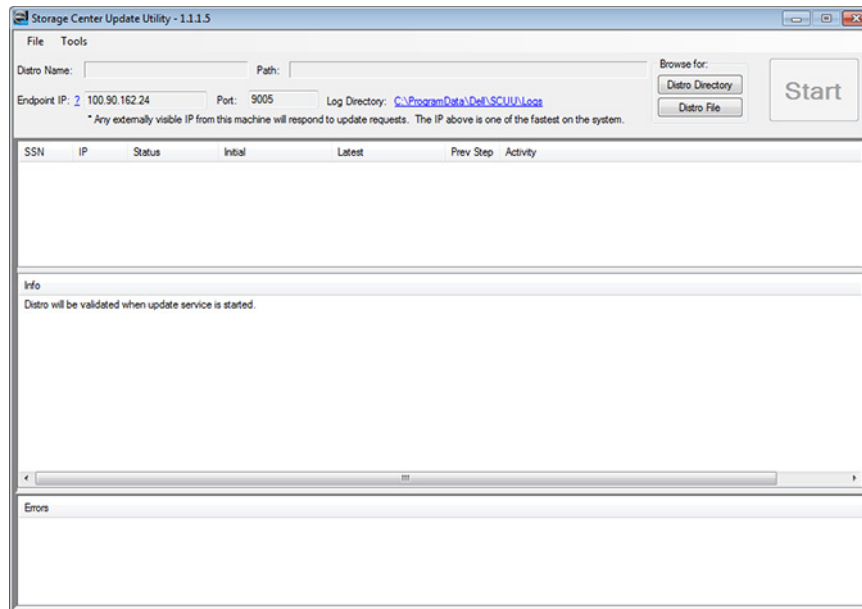 Storage Center Update Utility - 1.1.1.5
File Tools
Distro Name: Path: Browse for:
Distro Directory
Start
Endpoint IP: ? 100.90.162.24 Port: 9005 Log Directory: C:\ProgramData\Dell\SCUU\Logs
Distro File
* Any externally visible IP from this machine will respond to update requests. The IP above is one of the fastest on the system.
SSN IP Status Initial Latest Prev Step Activity
Info
Distro will be validated when update service is started.
Errors